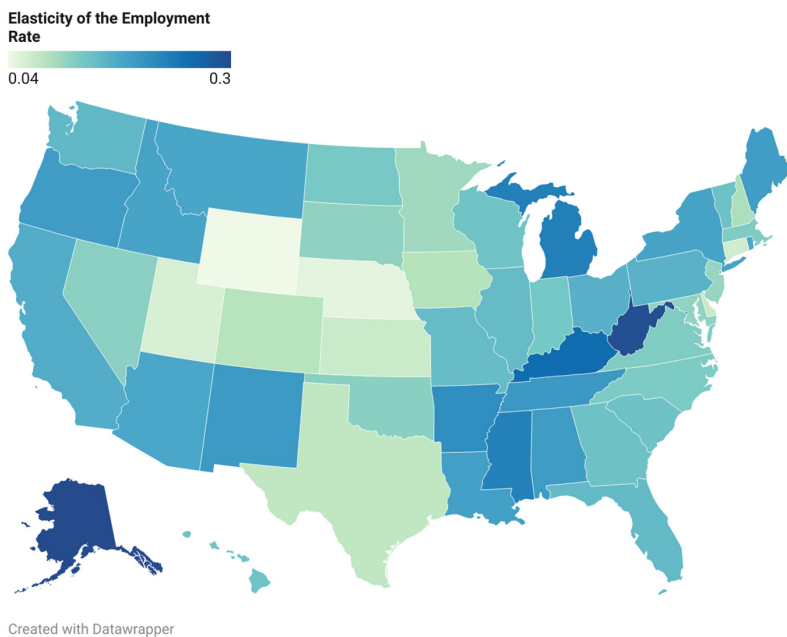 Elasticity of the Employment
Rate
0.04 0.3
Created with Datawrapper